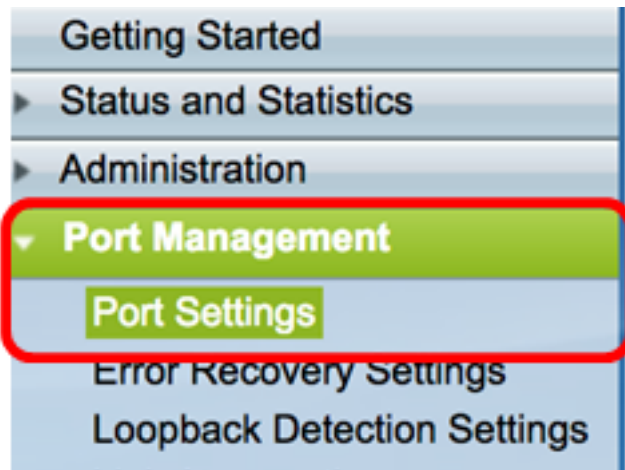 Getting Started
Status and Statistics
Administration
Port Management
Port Settings
Error Recovery Settings
Loopback Detection Settings